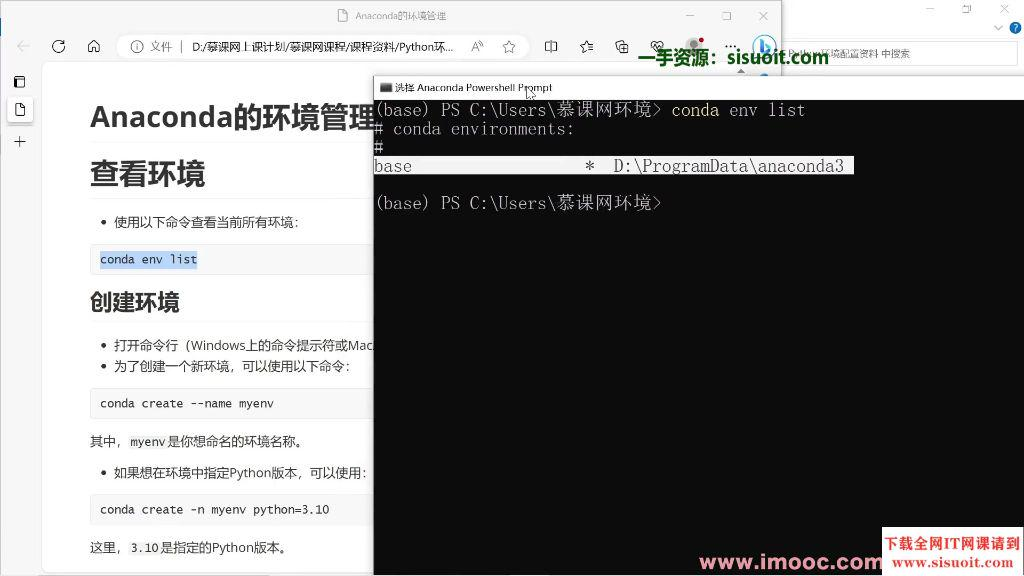 Anaconda的环境管理
文件
D:/慕课网上课计划/慕课网课程/课程资料/Python环...
一手资源：sisuoit.com
环境配置资料 中搜索
Anaconda的环境管理
查看环境
使用以下命令查看当前所有环境：
conda env list
创建环境
打开命令行（Windows上的命令提示符或Mac
为了创建一个新环境，可以使用以下命令：
conda create --name myenv
其中，myenv是你想命名的环境名称。
如果想在环境中指定Python版本，可以使用：
conda create -n myenv python=3.10
这里，3.10是指定的Python版本。
选择 Anaconda Powershell Prompt
(base) PS C:\Users\慕课网环境> conda env list
# conda environments:
#
base * D:\ProgramData\anaconda3
(base) PS C:\Users\慕课网环境>
www.imooc.com
下载全网IT网课请到
www.sisuoit.com